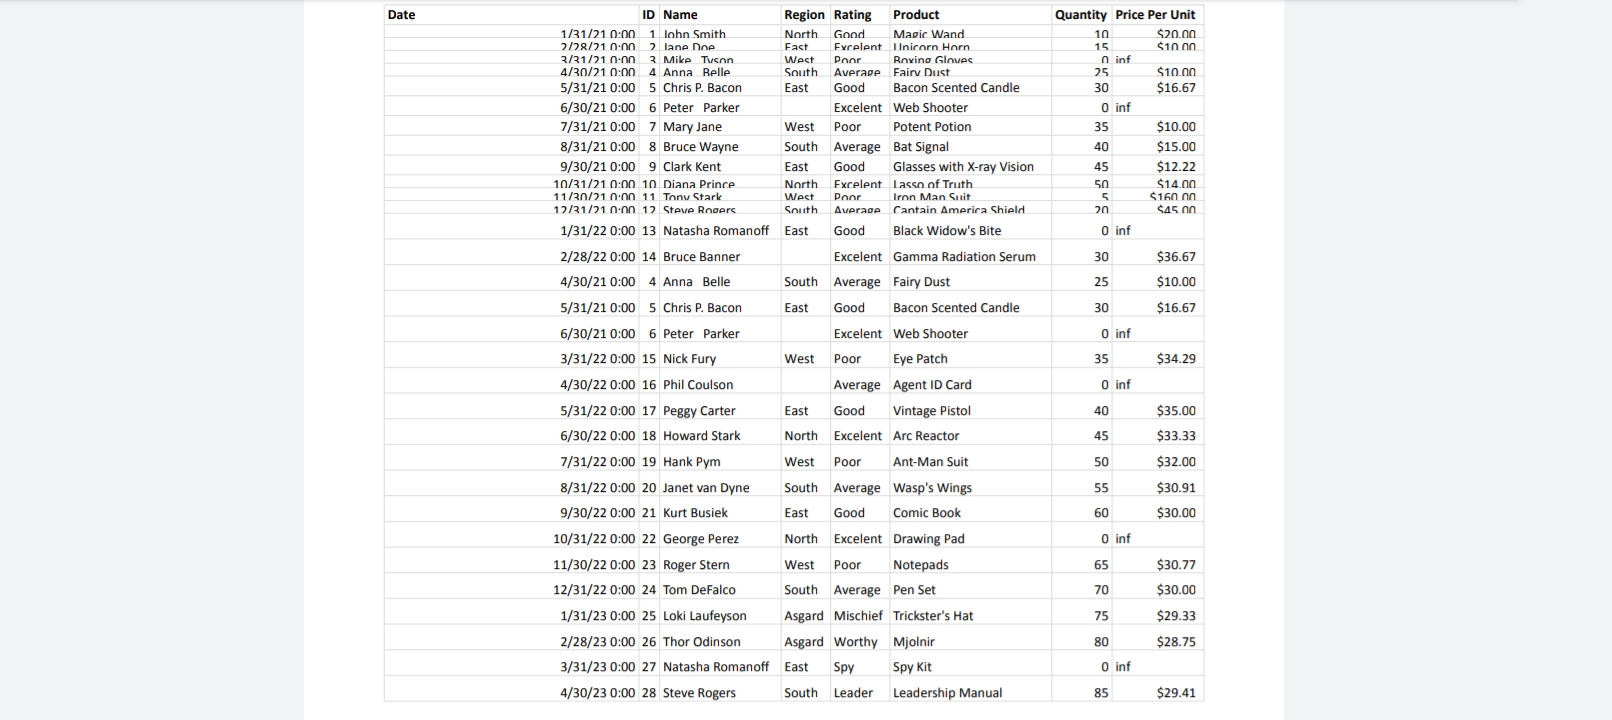 Date ID Name Region Rating Product Quantity Price Per Unit
1/31/21 0:00 1 John Smith North Good Magic Wand 10 $20.00
2/28/21 0:00 2 Jane Doe East Excelent Unicorn Horn 15 $10.00
3/31/21 0:00 3 Mike Tyson West Poor Boxing Gloves 0 inf
4/30/21 0:00 4 Anna Belle South Average Fairy Dust 25 $10.00
5/31/21 0:00 5 Chris P. Bacon East Good Bacon Scented Candle 30 $16.67
6/30/21 0:00 6 Peter Parker Excelent Web Shooter 0 inf
7/31/21 0:00 7 Mary Jane West Poor Potent Potion 35 $10.00
8/31/21 0:00 8 Bruce Wayne South Average Bat Signal 40 $15.00
9/30/21 0:00 9 Clark Kent East Good Glasses with X-ray Vision 45 $12.22
10/31/21 0:00 10 Diana Prince North Excelent Lasso of Truth 50 $14.00
11/30/21 0:00 11 Tony Stark West Poor Iron Man Suit 5 $160.00
12/31/21 0:00 12 Steve Rogers South Average Captain America Shield 20 $45.00
1/31/22 0:00 13 Natasha Romanoff East Good Black Widow's Bite 0 inf
2/28/22 0:00 14 Bruce Banner Excelent Gamma Radiation Serum 30 $36.67
4/30/21 0:00 4 Anna Belle South Average Fairy Dust 25 $10.00
5/31/21 0:00 5 Chris P. Bacon East Good Bacon Scented Candle 30 $16.67
6/30/21 0:00 6 Peter Parker Excelent Web Shooter 0 inf
3/31/22 0:00 15 Nick Fury West Poor Eye Patch 35 $34.29
4/30/22 0:00 16 Phil Coulson Average Agent ID Card 0 inf
5/31/22 0:00 17 Peggy Carter East Good Vintage Pistol 40 $35.00
6/30/22 0:00 18 Howard Stark North Excelent Arc Reactor 45 $33.33
7/31/22 0:00 19 Hank Pym West Poor Ant-Man Suit 50 $32.00
8/31/22 0:00 20 Janet van Dyne South Average Wasp's Wings 55 $30.91
9/30/22 0:00 21 Kurt Busiek East Good Comic Book 60 $30.00
10/31/22 0:00 22 George Perez North Excelent Drawing Pad 0 inf
11/30/22 0:00 23 Roger Stern West Poor Notepads 65 $30.77
12/31/22 0:00 24 Tom DeFalco South Average Pen Set 70 $30.00
1/31/23 0:00 25 Loki Laufeyson Asgard Mischief Trickster's Hat 75 $29.33
2/28/23 0:00 26 Thor Odinson Asgard Worthy Mjolnir 80 $28.75
3/31/23 0:00 27 Natasha Romanoff East Spy Spy Kit 0 inf
4/30/23 0:00 28 Steve Rogers South Leader Leadership Manual 85 $29.41